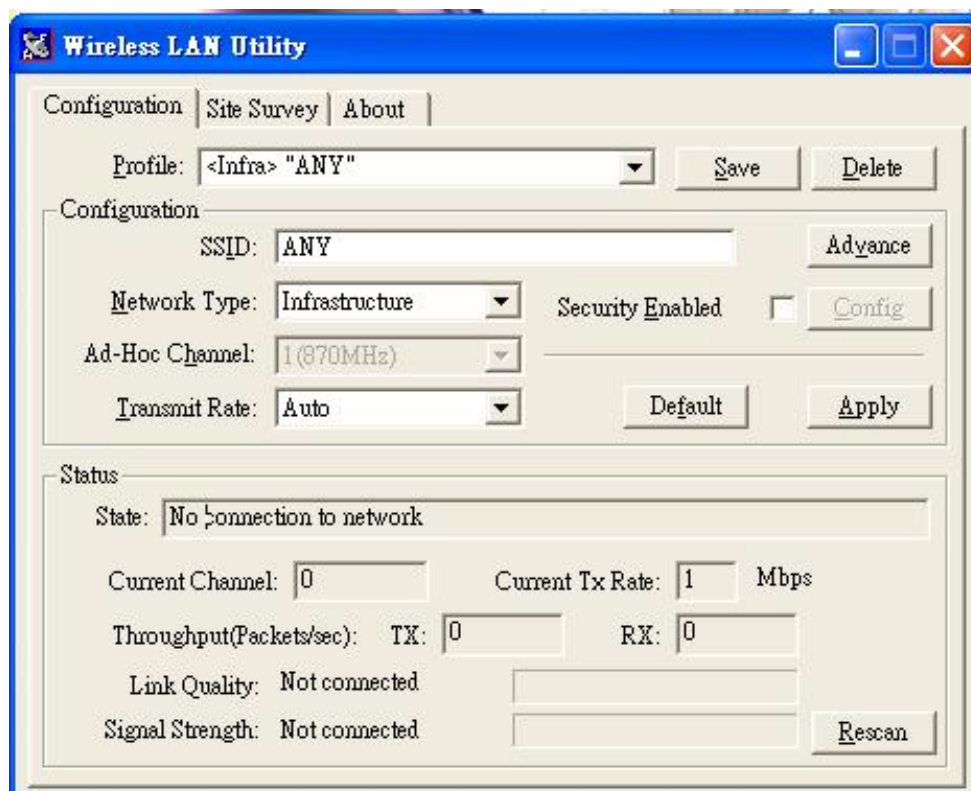 Wireless LAN Utility
Configuration Site Survey About
Profile: <Infra> "ANY" Save Delete
Configuration
SSID: ANY Advance
Network Type: Infrastructure Security Enabled Config
Ad-Hoc Channel: 1(870MHz)
Transmit Rate: Auto Default Apply
Status
State: No connection to network
Current Channel: 0 Current Tx Rate: 1 Mbps
Throughput(Packets/sec): TX: 0 RX: 0
Link Quality: Not connected
Signal Strength: Not connected Rescan